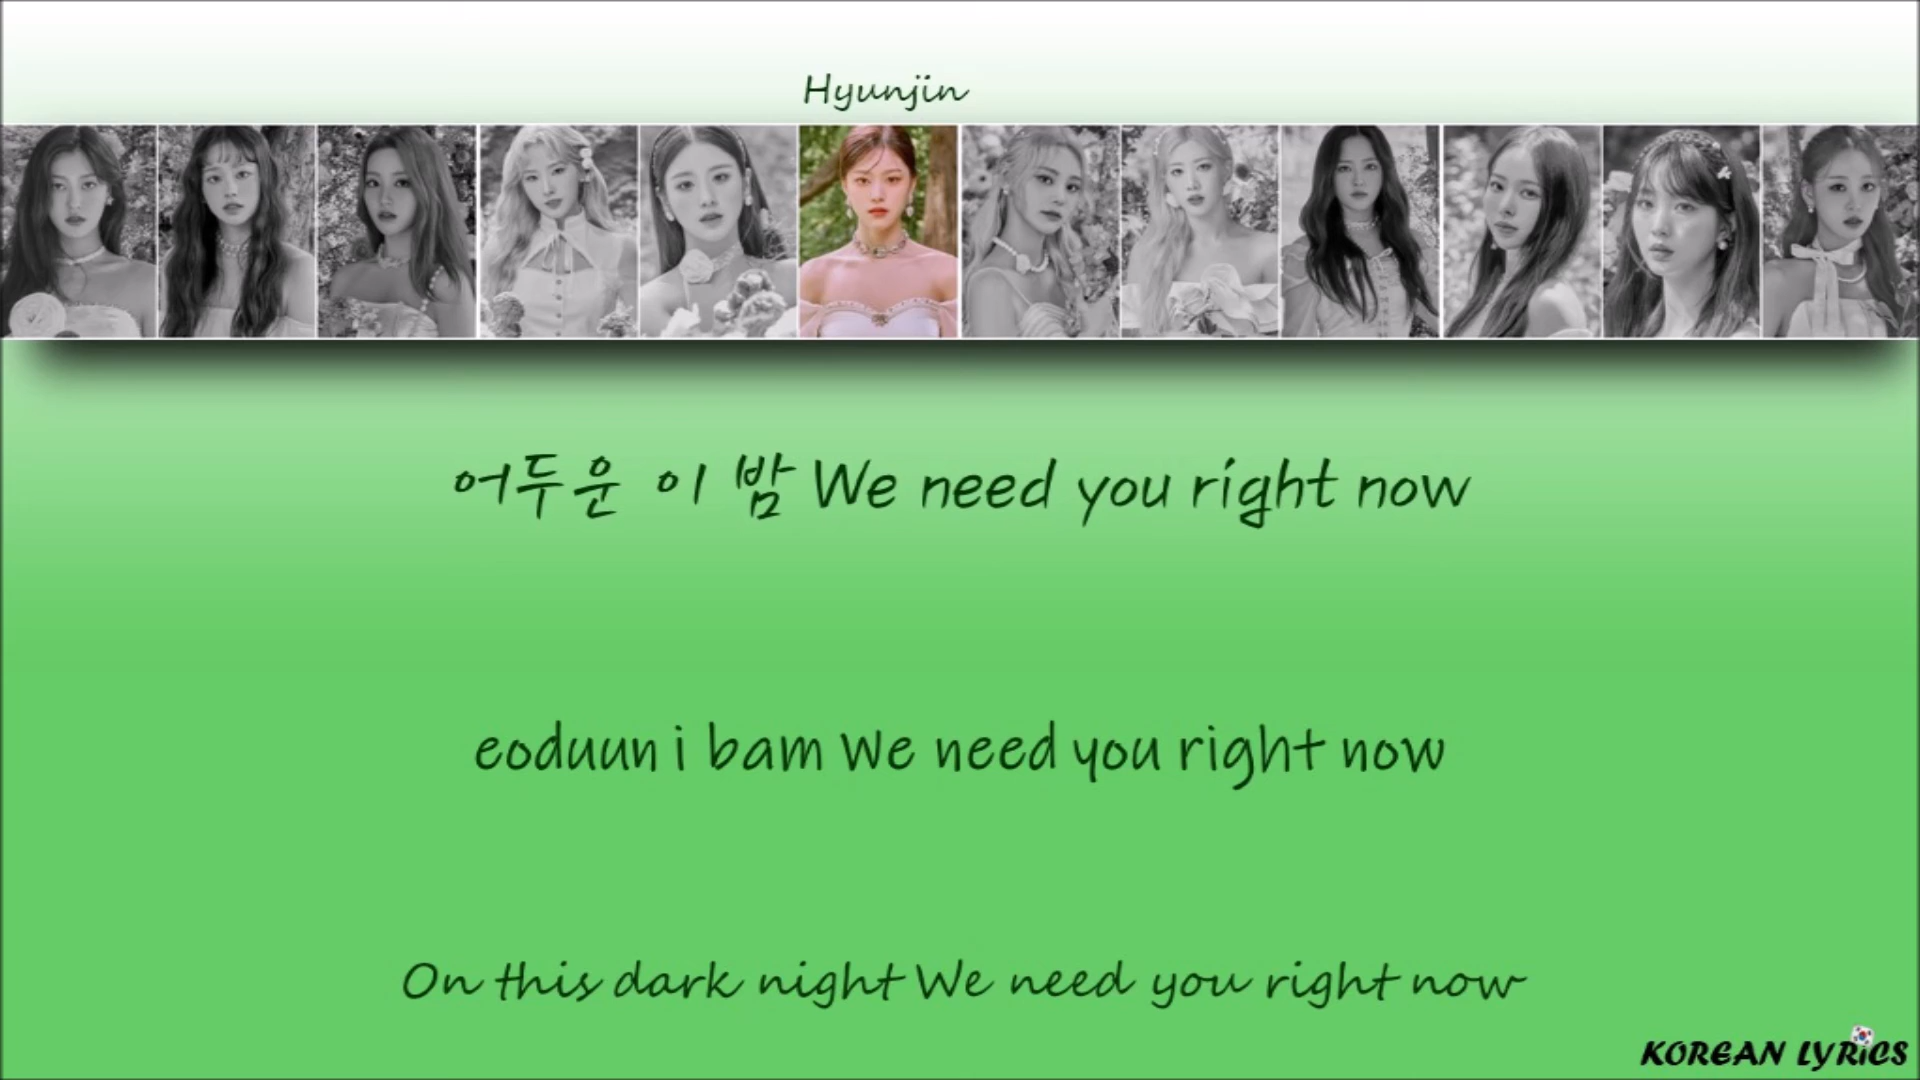 Hyunjin
어두운 이 밤 We need you right now
eoduun i bam We need you right now
On this dark night We need you right now
KOREAN LYRICS